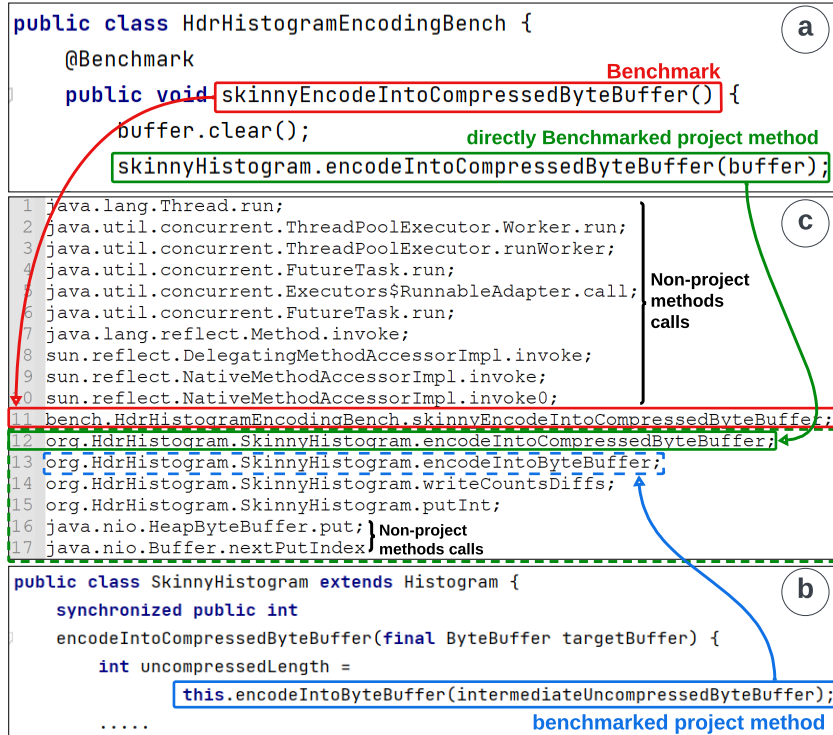 public class HdrHistogramEncodingBench {
a
@Benchmark
Benchmark
public void skinnyEncodeIntoCompressedByteBuffer() {
buffer.clear();
directly Benchmarked project method
skinnyHistogram.encodeIntoCompressedByteBuffer(buffer);
c
1 java.lang.Thread.run;
2 java.util.concurrent.ThreadPoolExecutor.Worker.run;
3 java.util.concurrent.ThreadPoolExecutor.runWorker;
4 java.util.concurrent.FutureTask.run;
5 java.util.concurrent.Executors$RunnableAdapter.call;
6 java.util.concurrent.FutureTask.run;
7 java.lang.reflect.Method.invoke;
8 sun.reflect.DelegatingMethodAccessorImpl.invoke;
9 sun.reflect.NativeMethodAccessorImpl.invoke;
0 sun.reflect.NativeMethodAccessorImpl.invoke0;
Non-project
methods
calls
11 bench.HdrHistogramEncodingBench.skinnyEncodeIntoCompressedByteBuffer;
12 org.HdrHistogram.SkinnyHistogram.encodeIntoCompressedByteBuffer;
13 org.HdrHistogram.SkinnyHistogram.encodeIntoByteBuffer;
14 org.HdrHistogram.SkinnyHistogram.writeCountsDiffs;
15 org.HdrHistogram.SkinnyHistogram.putInt;
16 java.nio.HeapByteBuffer.put;
17 java.nio.Buffer.nextPutIndex
Non-project
methods calls
public class SkinnyHistogram extends Histogram {
b
synchronized public int
encodeIntoCompressedByteBuffer(final ByteBuffer targetBuffer) {
int uncompressedLength =
this.encodeIntoByteBuffer(intermediateUncompressedByteBuffer);
.....
benchmarked project method